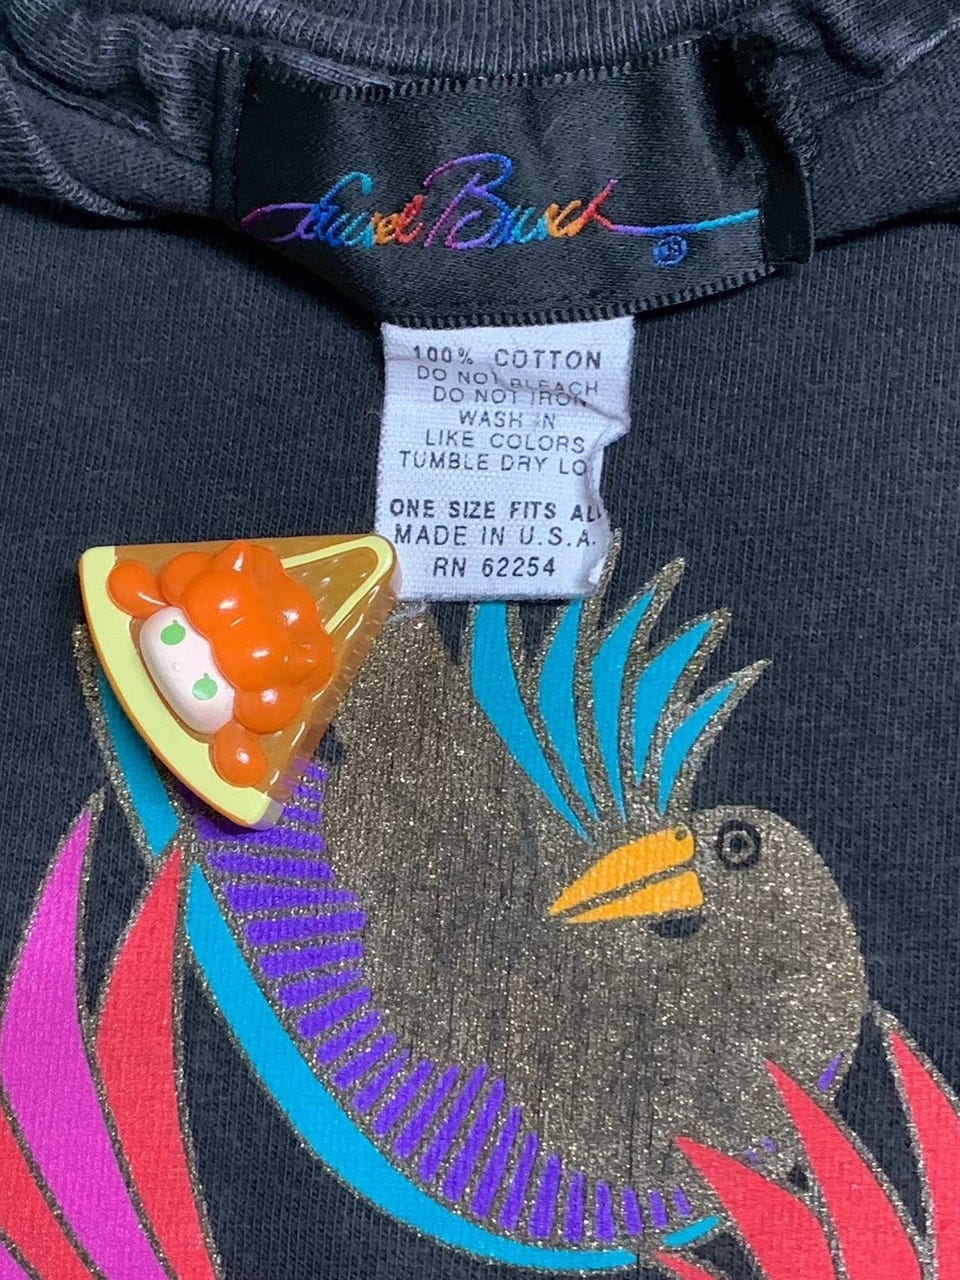 Laurel Burch
®
100% COTTON
DO NOT BLEACH
DO NOT IRON
WASH IN
LIKE COLORS
TUMBLE DRY LO
ONE SIZE FITS AL
MADE IN U.S.A.
RN 62254